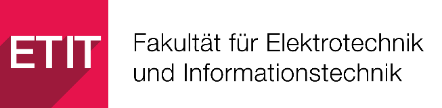 ETIT
Fakultät für Elektrotechnik
und Informationstechnik